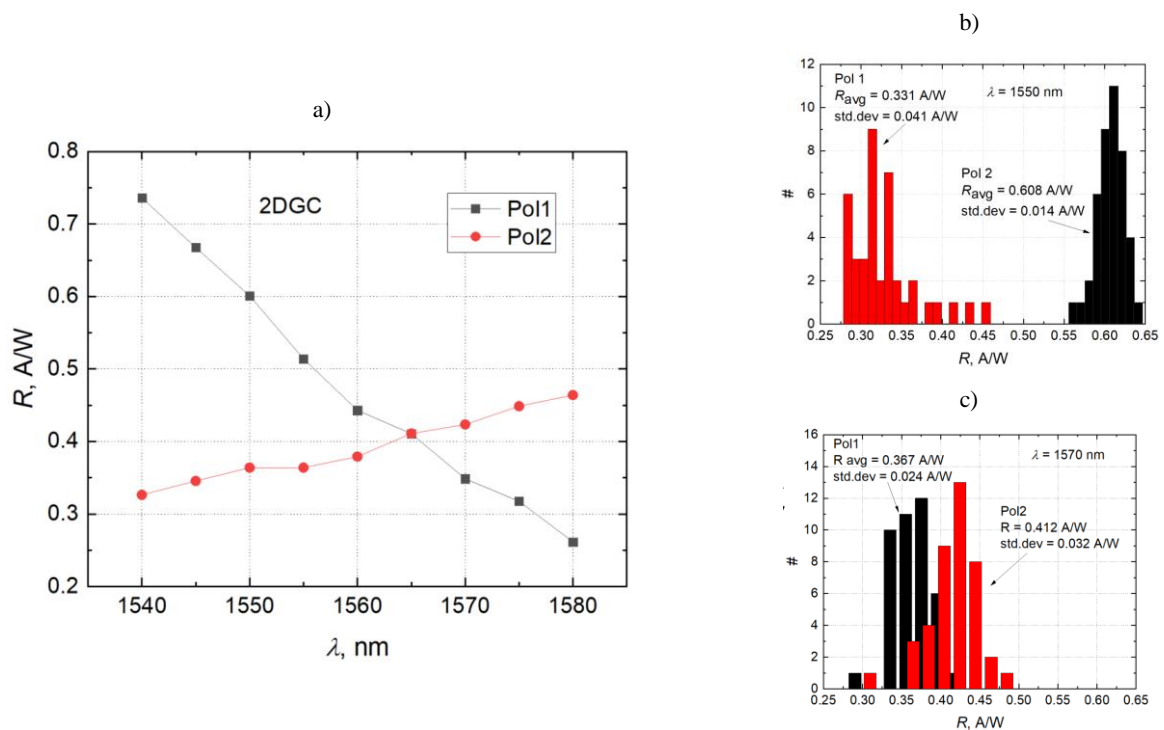 a)
0.8
0.7
0.6
0.5
0.4
0.3
0.2
R, A/W
2DGC
Pol1
Pol2
1540
1550
1560
1570
1580
λ, nm
b)
12
10
8
6
4
2
0
#
Pol 1
Ravg = 0.331 A/W
std.dev = 0.041 A/W
λ = 1550 nm
Pol 2
Ravg = 0.608 A/W
std.dev = 0.014 A/W
0.25 0.30 0.35 0.40 0.45 0.50 0.55 0.60 0.65
R, A/W
c)
16
14
12
10
8
6
4
2
0
#
Pol1
R avg = 0.367 A/W
std.dev = 0.024 A/W
λ = 1570 nm
Pol2
R = 0.412 A/W
std.dev = 0.032 A/W
0.25 0.30 0.35 0.40 0.45 0.50 0.55 0.60 0.65
R, A/W